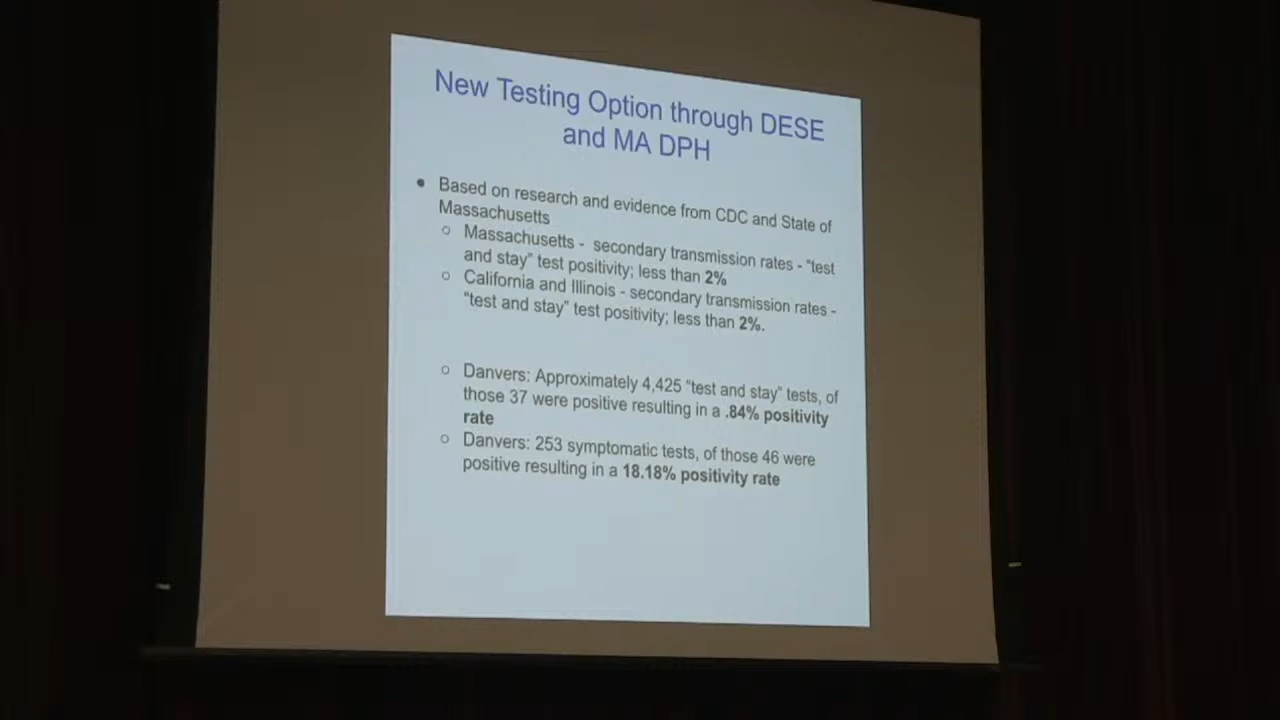 New Testing Option through DESE
and MA DPH
● Based on research and evidence from CDC and State of
Massachusetts
○ Massachusetts - secondary transmission rates - "test
and stay" test positivity; less than 2%
○ California and Illinois - secondary transmission rates -
"test and stay" test positivity; less than 2%.
○ Danvers: Approximately 4,425 "test and stay" tests, of
those 37 were positive resulting in a .84% positivity
rate
○ Danvers: 253 symptomatic tests, of those 46 were
positive resulting in a 18.18% positivity rate